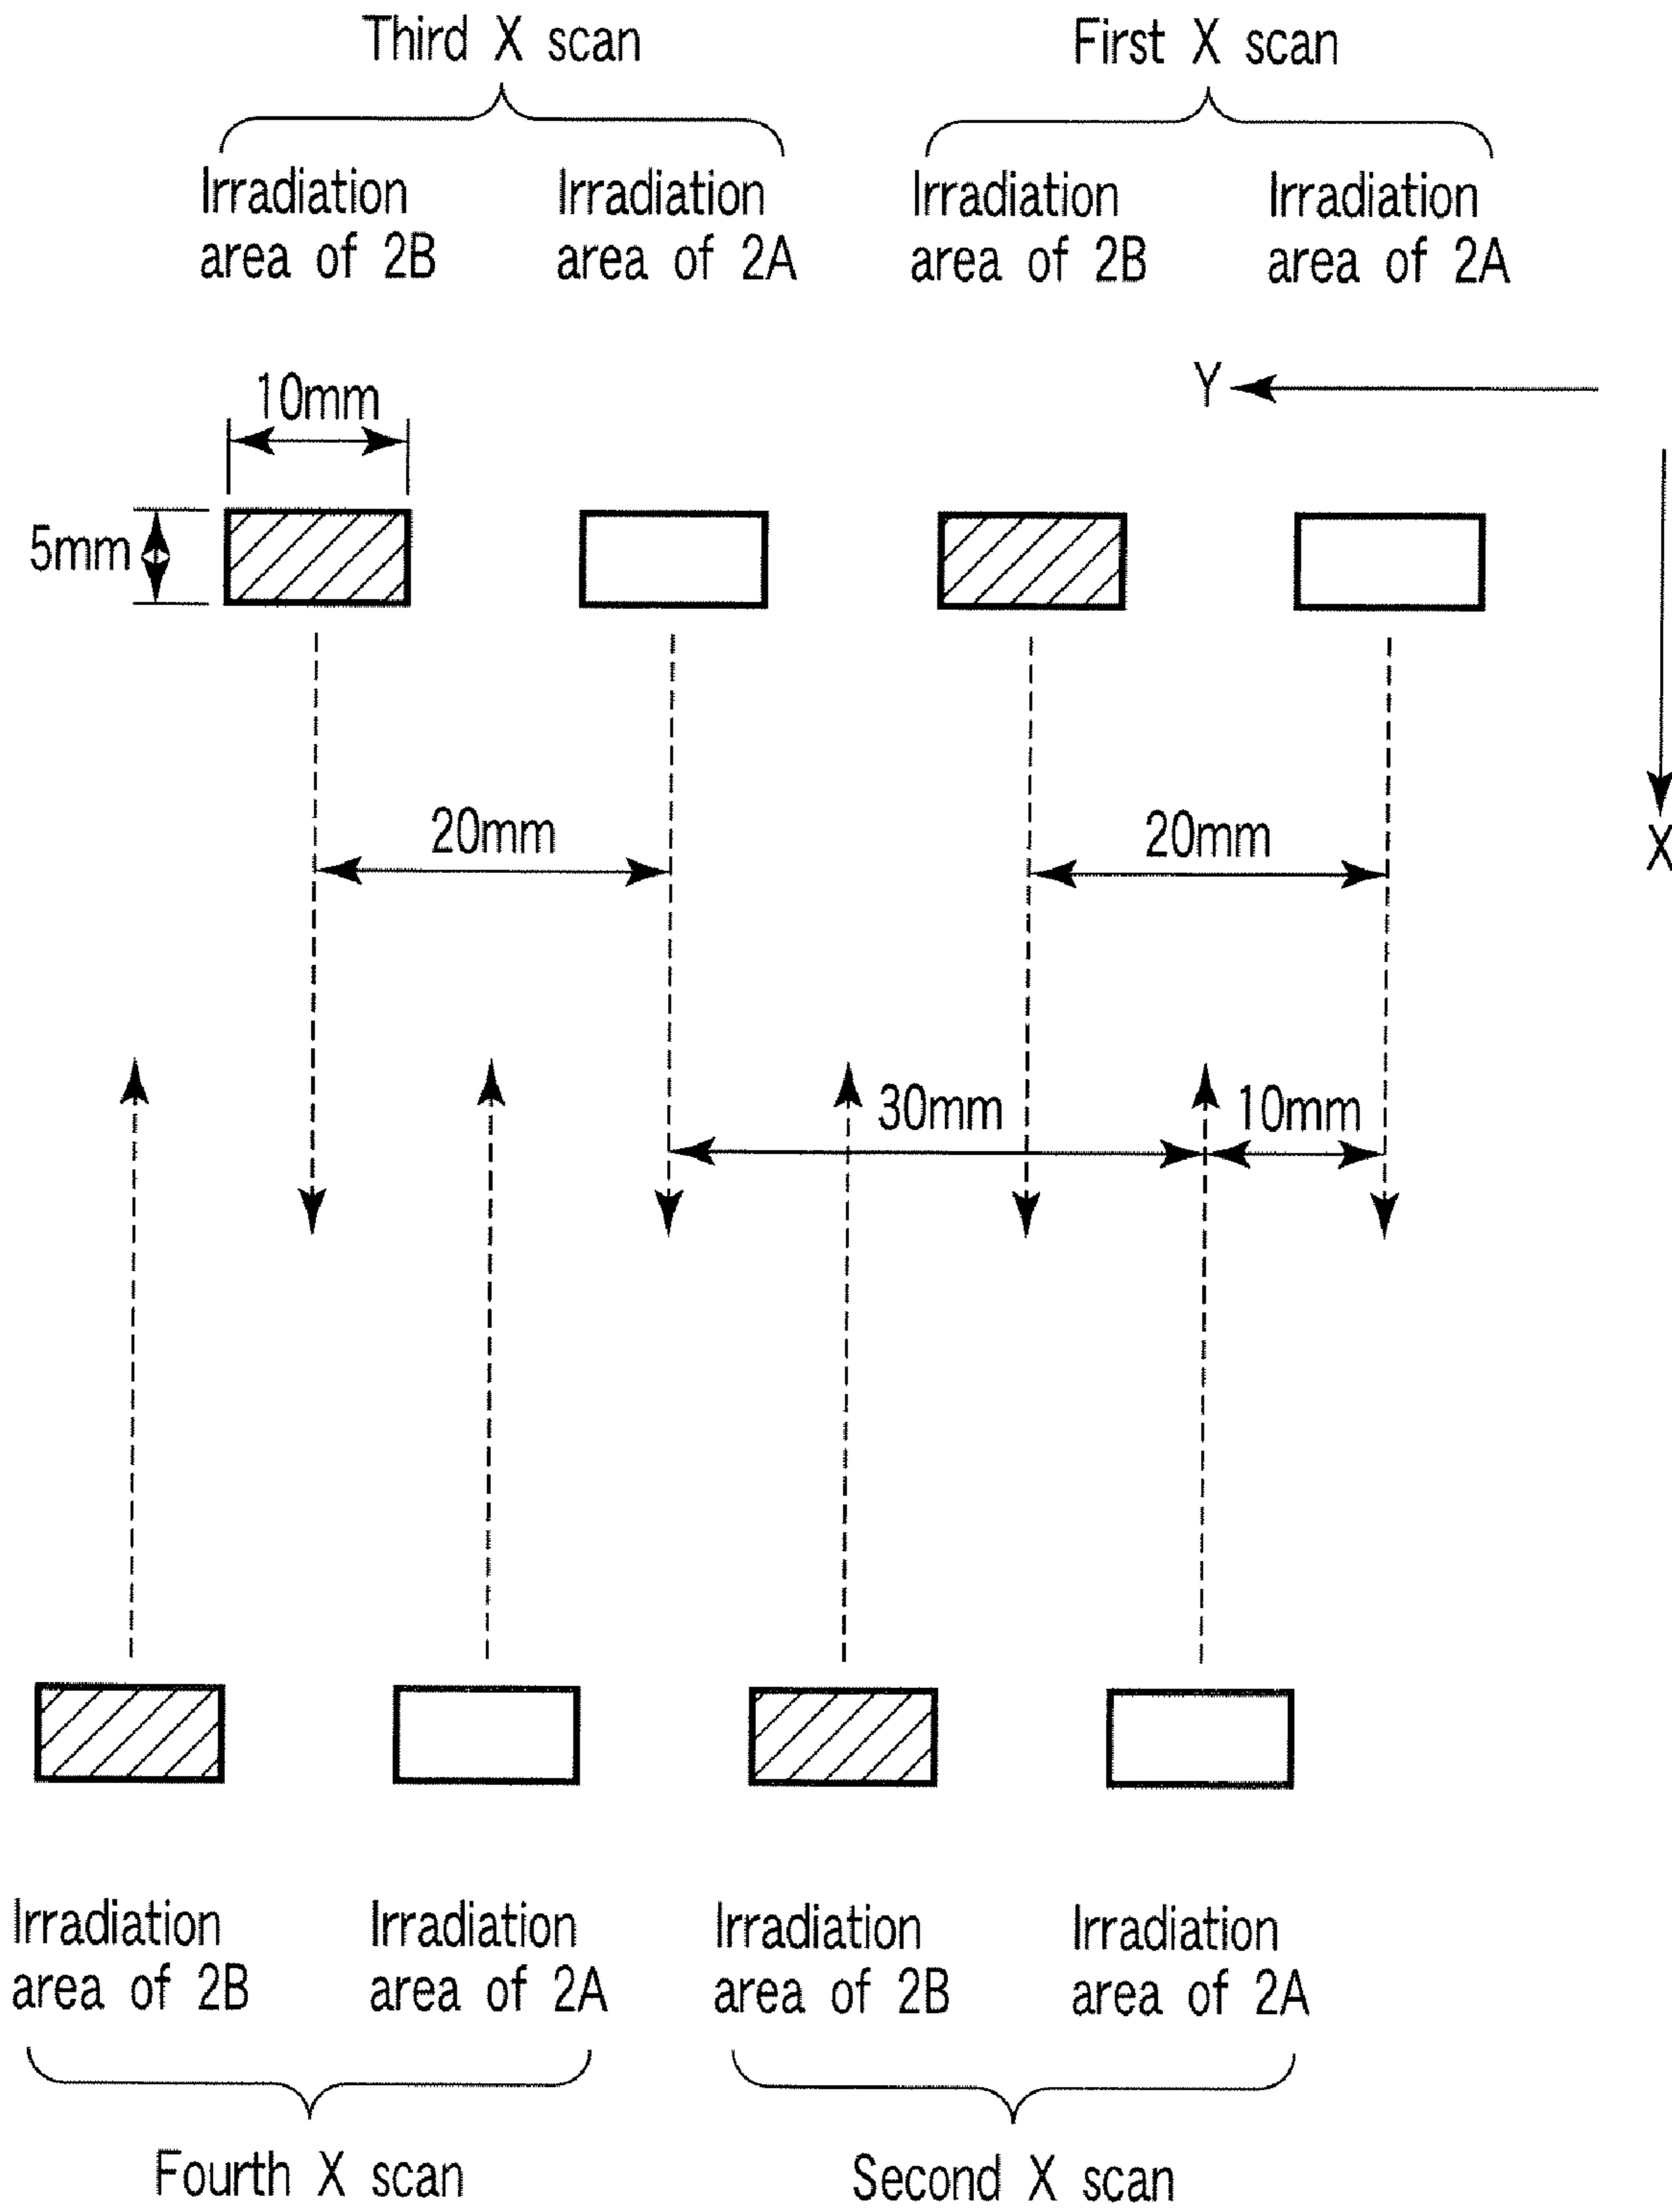 Third X scan
First X scan
Irradiation
area of 2B
Irradiation
area of 2A
Irradiation
area of 2B
Irradiation
area of 2A
Y
10mm
5mm
20mm
20mm
X
30mm
10mm
Irradiation
area of 2B
Irradiation
area of 2A
Irradiation
area of 2B
Irradiation
area of 2A
Fourth X scan
Second X scan